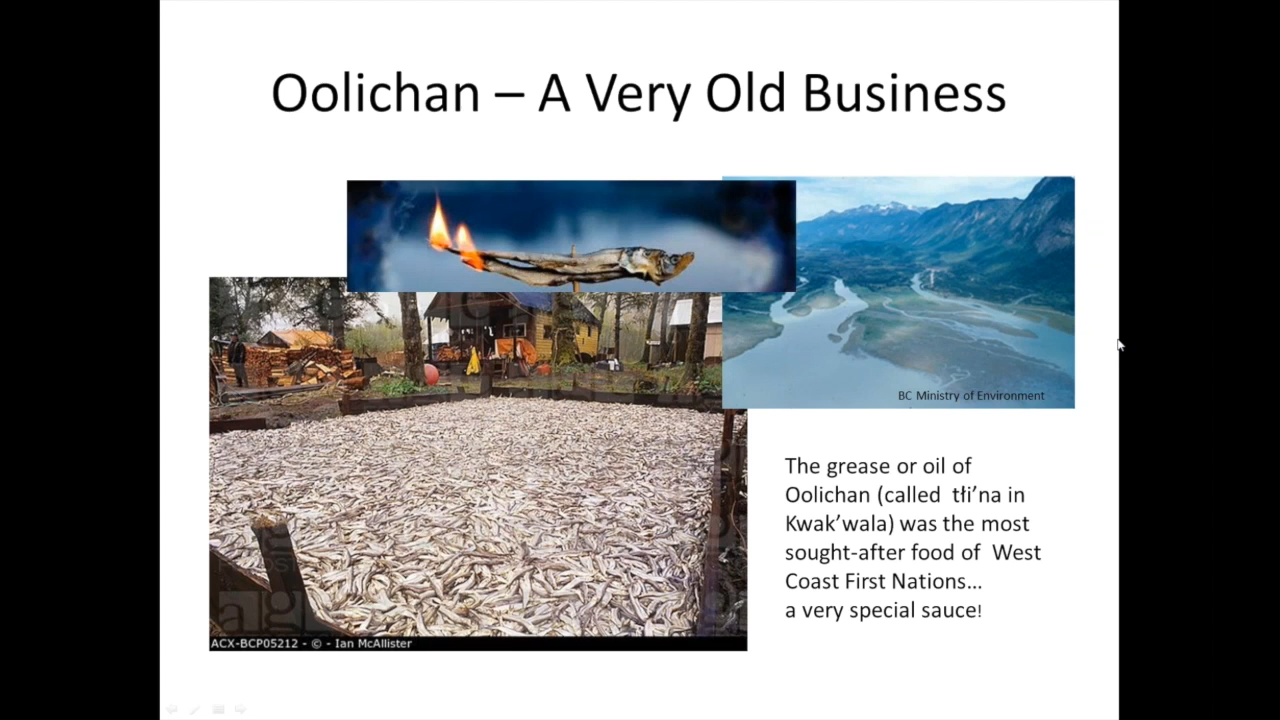 Oolichan – A Very Old Business
BC Ministry of Environment
The grease or oil of
Oolichan (called  tłi’na in
Kwak’wala) was the most
sought-after food of  West
Coast First Nations...
a very special sauce!
ACX-BCP05212 - © - Ian McAllister